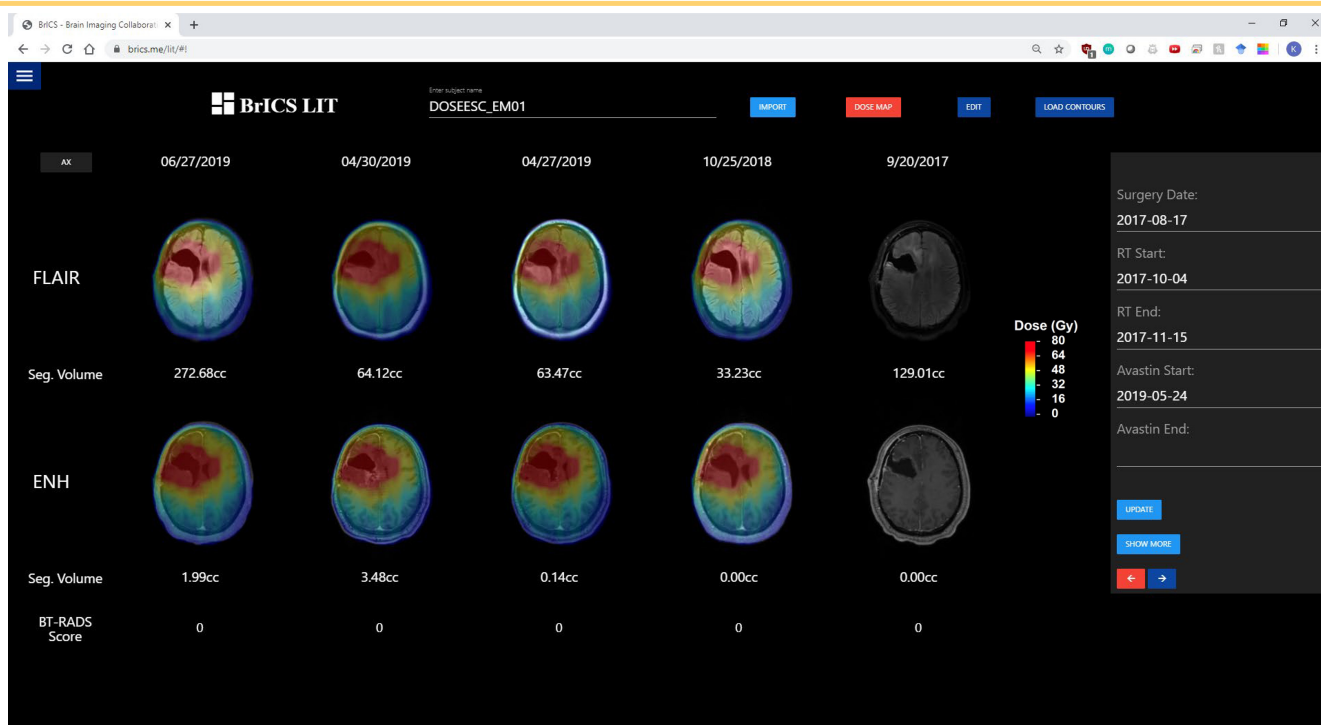 BrICS - Brain Imaging Collaborati
brics.me/lit/#!
BrICS LIT
Enter subject name
DOSEESC_EM01
IMPORT
DOSE MAP
EDIT
LOAD CONTOURS
AX
06/27/2019
04/30/2019
04/27/2019
10/25/2018
9/20/2017
FLAIR
Seg. Volume
272.68cc
64.12cc
63.47cc
33.23cc
129.01cc
ENH
Seg. Volume
1.99cc
3.48cc
0.14cc
0.00cc
0.00cc
BT-RADS
Score
0
0
0
0
0
Dose (Gy)
80
64
48
32
16
0
Surgery Date:
2017-08-17
RT Start:
2017-10-04
RT End:
2017-11-15
Avastin Start:
2019-05-24
Avastin End:
UPDATE
SHOW MORE